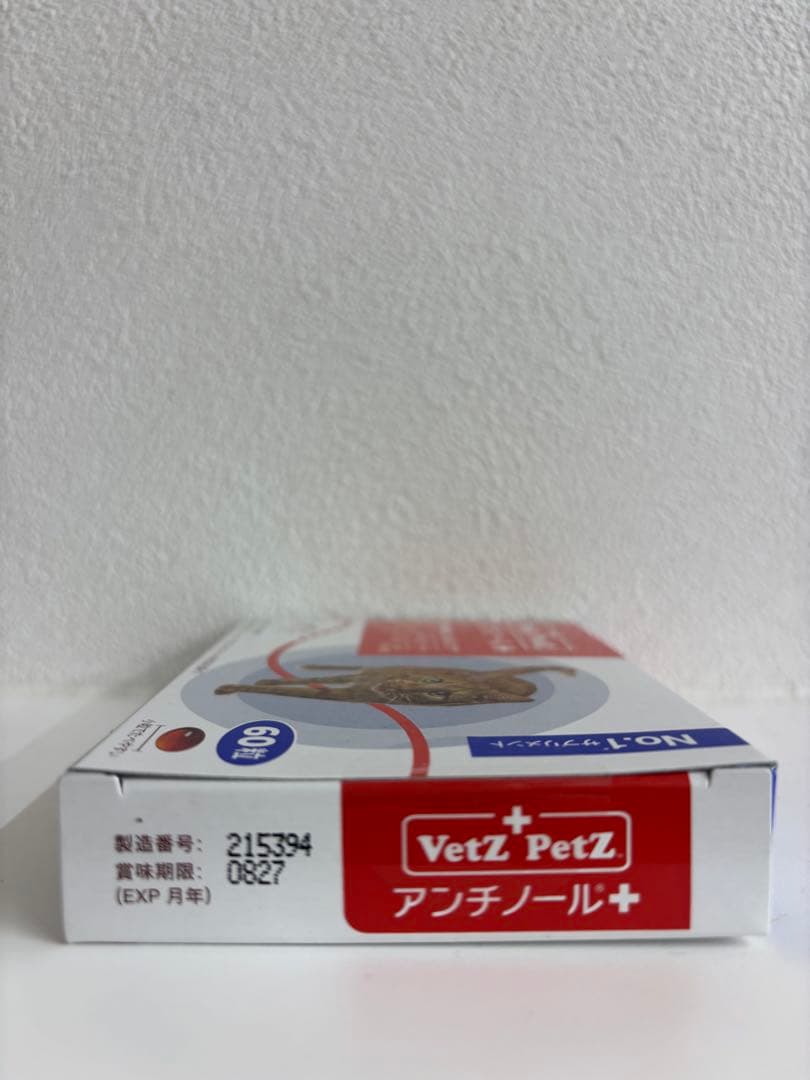 60粒
No.1 サプリメント
製造番号: 215394
賞味期限: 0827
(EXP 月年)
VetZ PetZ
アンチノール®+